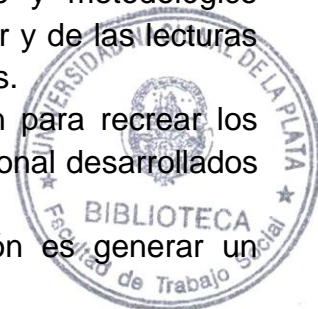 s y metodológico
r y de las lecturas
s.
n para recrear los
onal desarrollados
ón es generar un
UNIVERSIDAD NACIONAL DE LA PLATA
BIBLIOTECA
Facultad de Trabajo Social